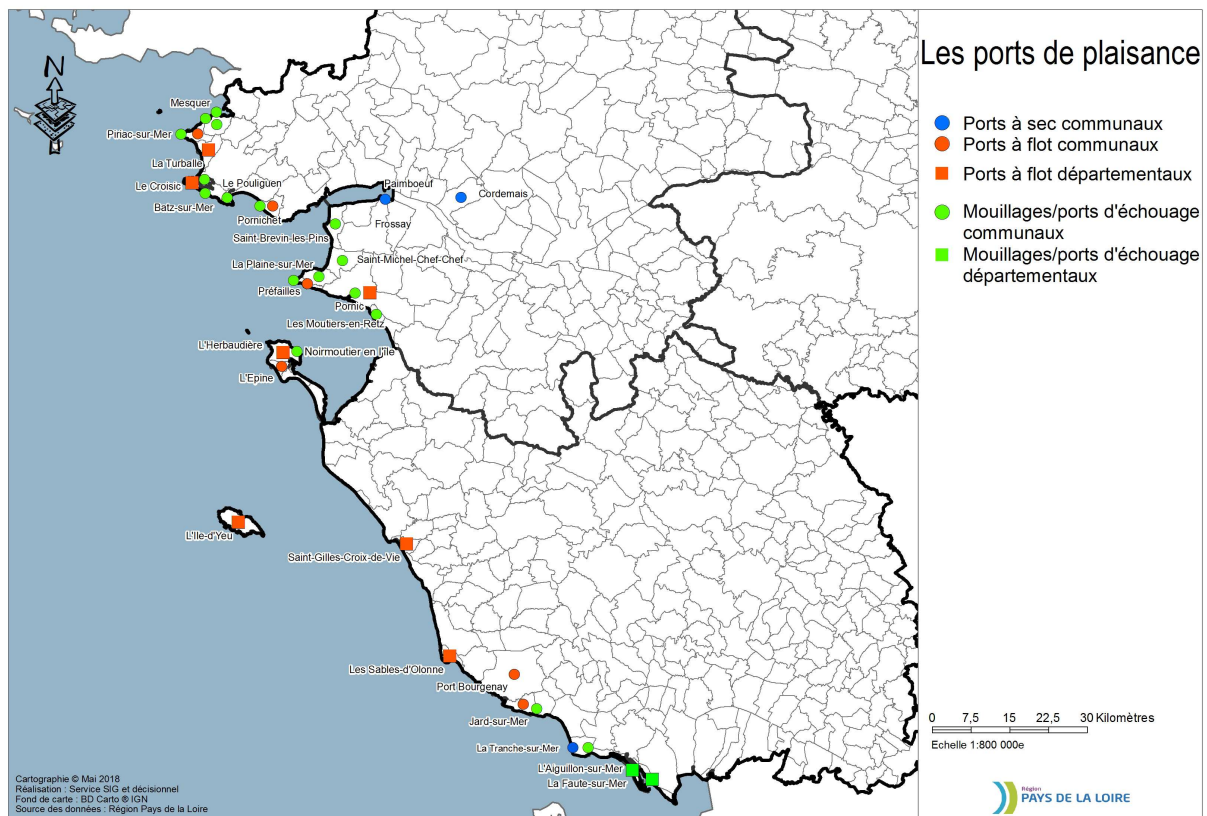 Les ports de plaisance
N
Ports à sec communaux
Ports à flot communaux
Ports à flot départementaux
Mouillages/ports d'échouage
communaux
Mouillages/ports d'échouage
départementaux
Mesquer
Piriac-sur-Mer
La Turballe
Le Croisic
Le Pouliguen
Batz-sur-Mer
Pornichet
Paimboeuf
Cordemais
Frossay
Saint-Brevin-les-Pins
La Plaine-sur-Mer
Saint-Michel-Chef-Chef
Préfailles
Pornic
Les Moutiers-en-Retz
L'Herbaudière
Noirmoutier en l'île
L'Epine
L'Ile-d'Yeu
Saint-Gilles-Croix-de-Vie
Les Sables-d'Olonne
Port Bourgenay
Jard-sur-Mer
La Tranche-sur-Mer
L'Aiguillon-sur-Mer
La Faute-sur-Mer
0 7,5 15 22,5 30 Kilomètres
Echelle 1:800 000e
Cartographie © Mai 2018
Réalisation : Service SIG et décisionnel
Fond de carte : BD Carto ® IGN
Source des données : Région Pays de la Loire
Région
PAYS DE LA LOIRE